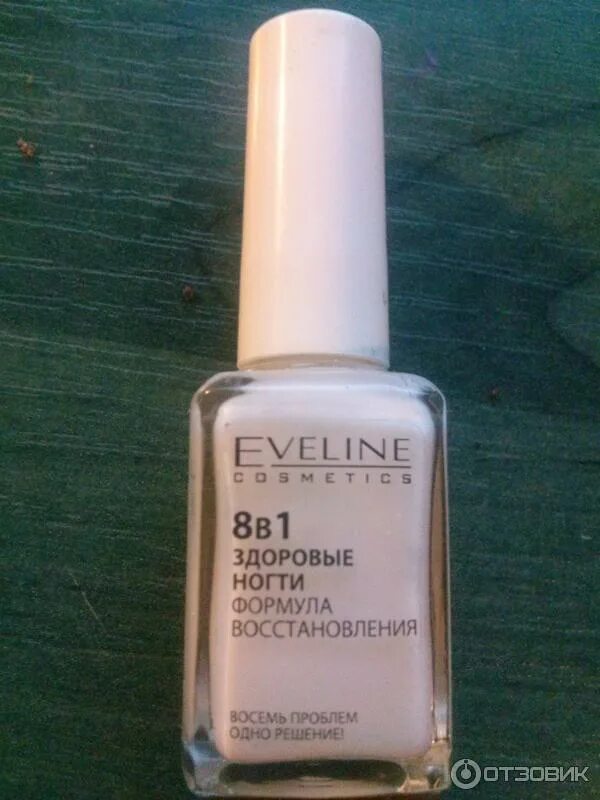 EVELINE
COSMETICS
8В1
ЗДОРОВЫЕ
НОГТИ
ФОРМУЛА
ВОССТАНОВЛЕНИЯ
ВОСЕМЬ ПРОБЛЕМ
ОДНО РЕШЕНИЕ!
ОТЗОВИК